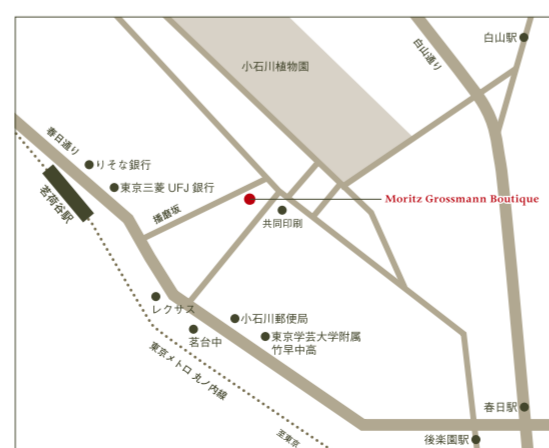 白山駅
白山通り
小石川植物園
春日通り
りそな銀行
東京三菱 UFJ 銀行
茗荷谷駅
播磨坂
Moritz Grossmann Boutique
共同印刷
レクサス
小石川郵便局
茗台中
東京学芸大学附属
竹早中高
東京メトロ 丸ノ内線
至東京
春日駅
後楽園駅